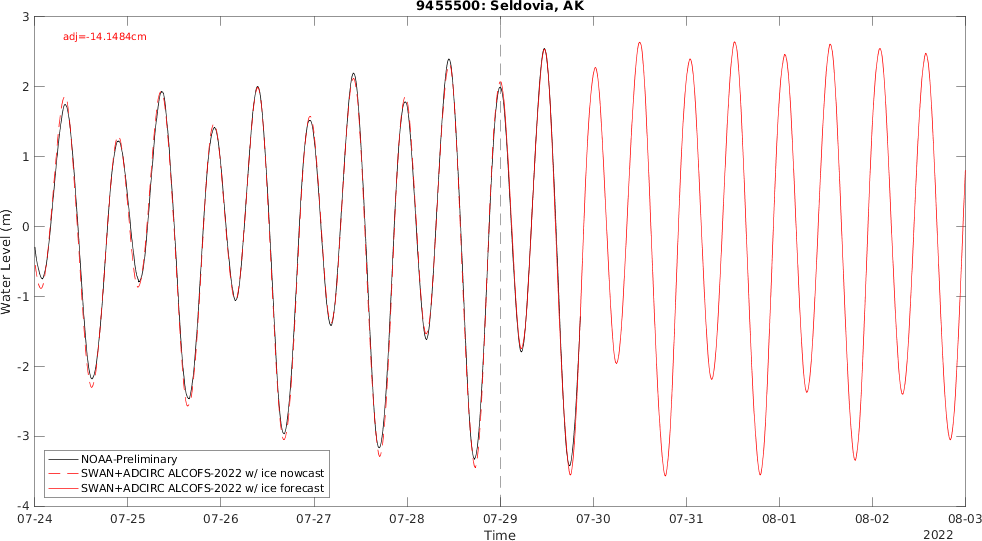 9455500: Seldovia, AK
adj=-14.1484cm
3
2
1
0
-1
-2
-3
-4
Water Level (m)
NOAA-Preliminary
SWAN+ADCIRC ALCOFS-2022 w/ ice nowcast
SWAN+ADCIRC ALCOFS-2022 w/ ice forecast
07-24 07-25 07-26 07-27 07-28 07-29 07-30 07-31 08-01 08-02 08-03
Time
2022